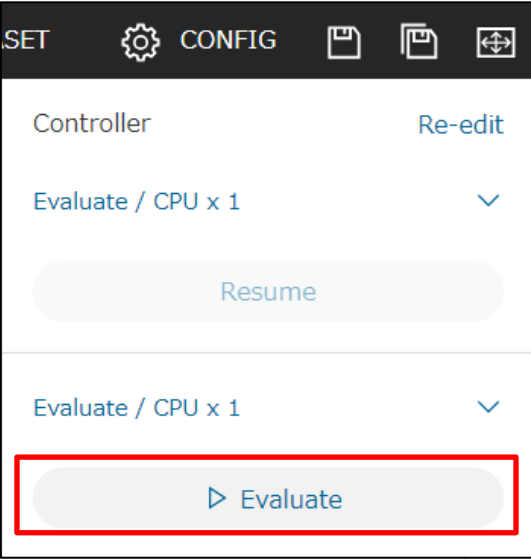 SET CONFIG
Controller Re-edit
Evaluate / CPU x 1
Resume
Evaluate / CPU x 1
Evaluate